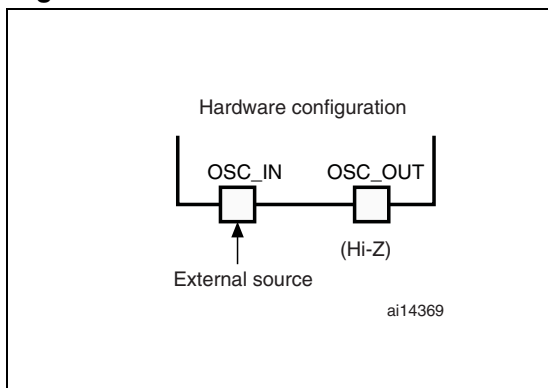 Hardware configuration
OSC_IN OSC_OUT
(Hi-Z)
External source
ai14369